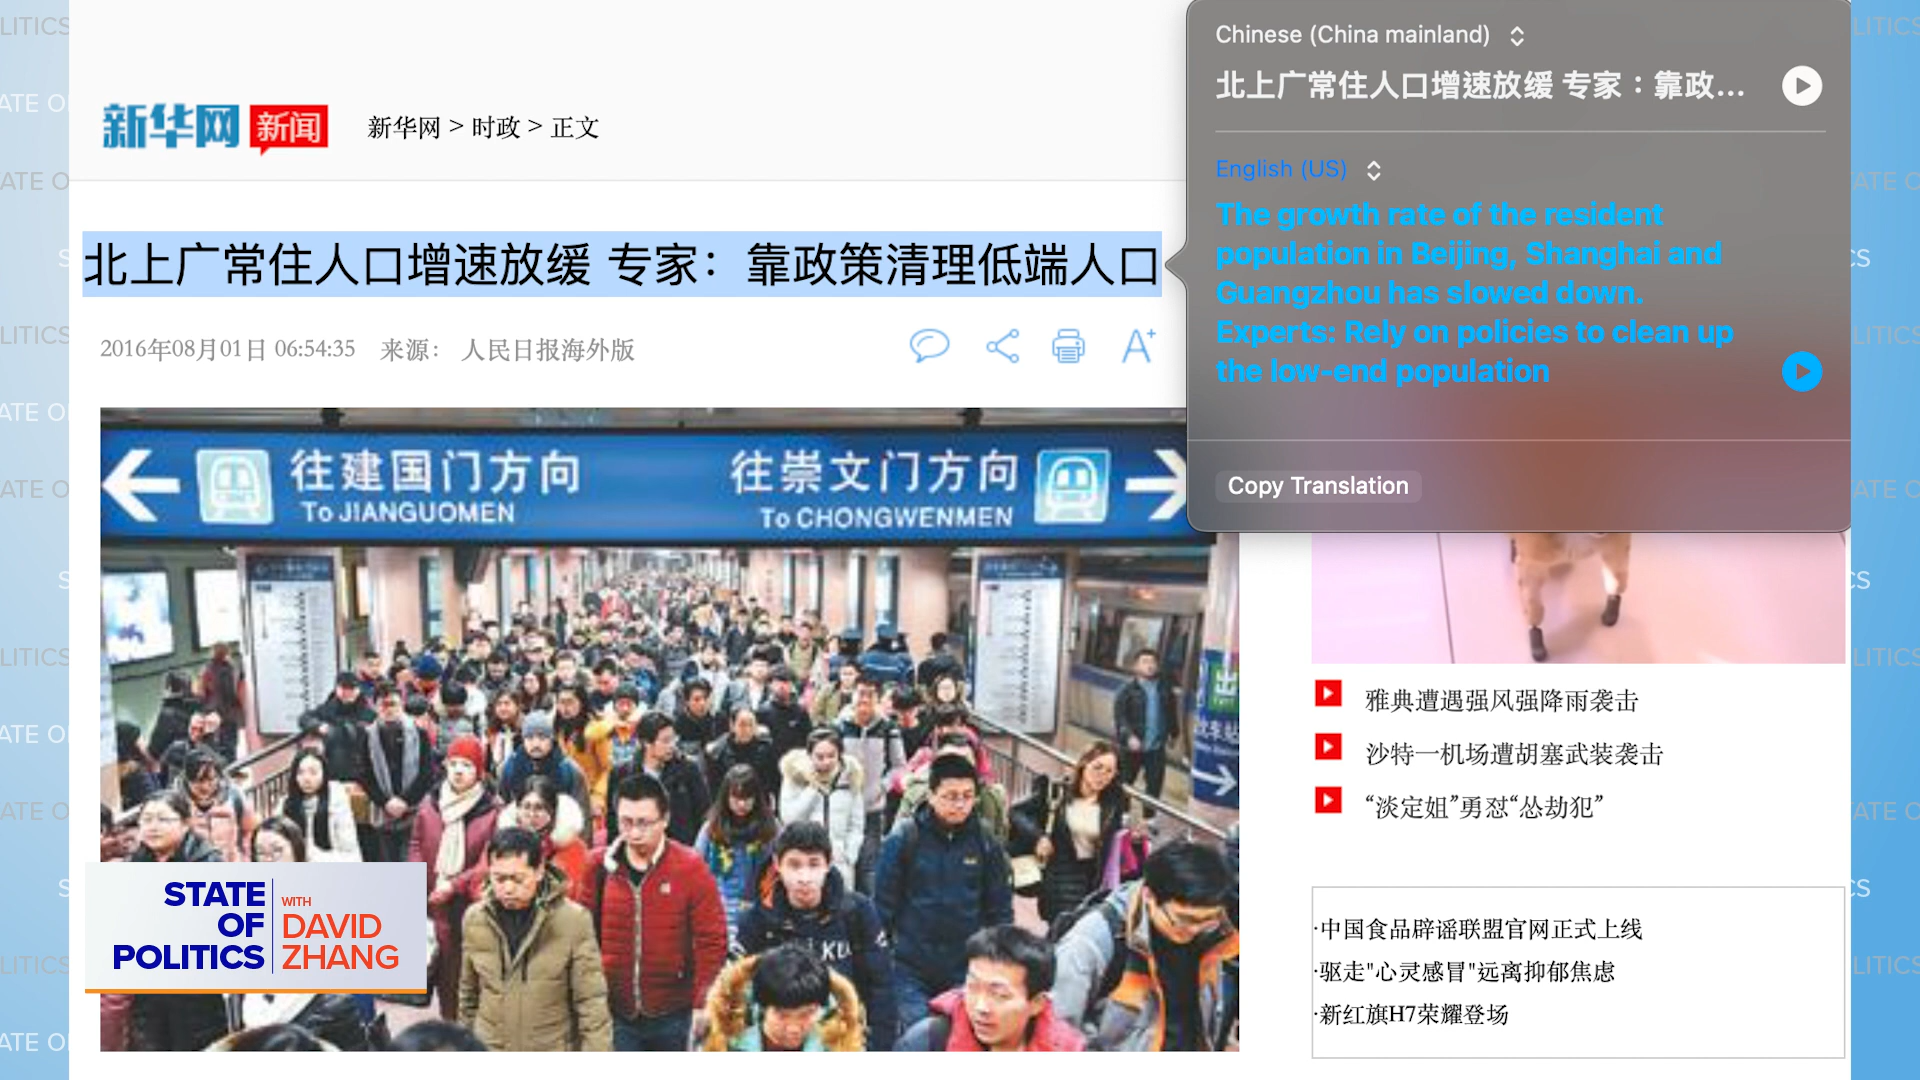 新华网 新闻 新华网 > 时政 > 正文
北上广常住人口增速放缓 专家：靠政策清理低端人口
2016年08月01日 06:54:35 来源： 人民日报海外版
A+
往建国门方向
To JIANGUOMEN
往崇文门方向
To CHONGWENMEN
Chinese (China mainland)
北上广常住人口增速放缓 专家：靠政...
English (US)
The growth rate of the resident
population in Beijing, Shanghai and
Guangzhou has slowed down.
Experts: Rely on policies to clean up
the low-end population
Copy Translation
雅典遭遇强风强降雨袭击
沙特一机场遭胡塞武装袭击
“淡定姐”勇怼“怂劫犯”
·中国食品辟谣联盟官网正式上线
·驱走"心灵感冒"远离抑郁焦虑
·新红旗H7荣耀登场
STATE
OF
POLITICS
WITH
DAVID
ZHANG